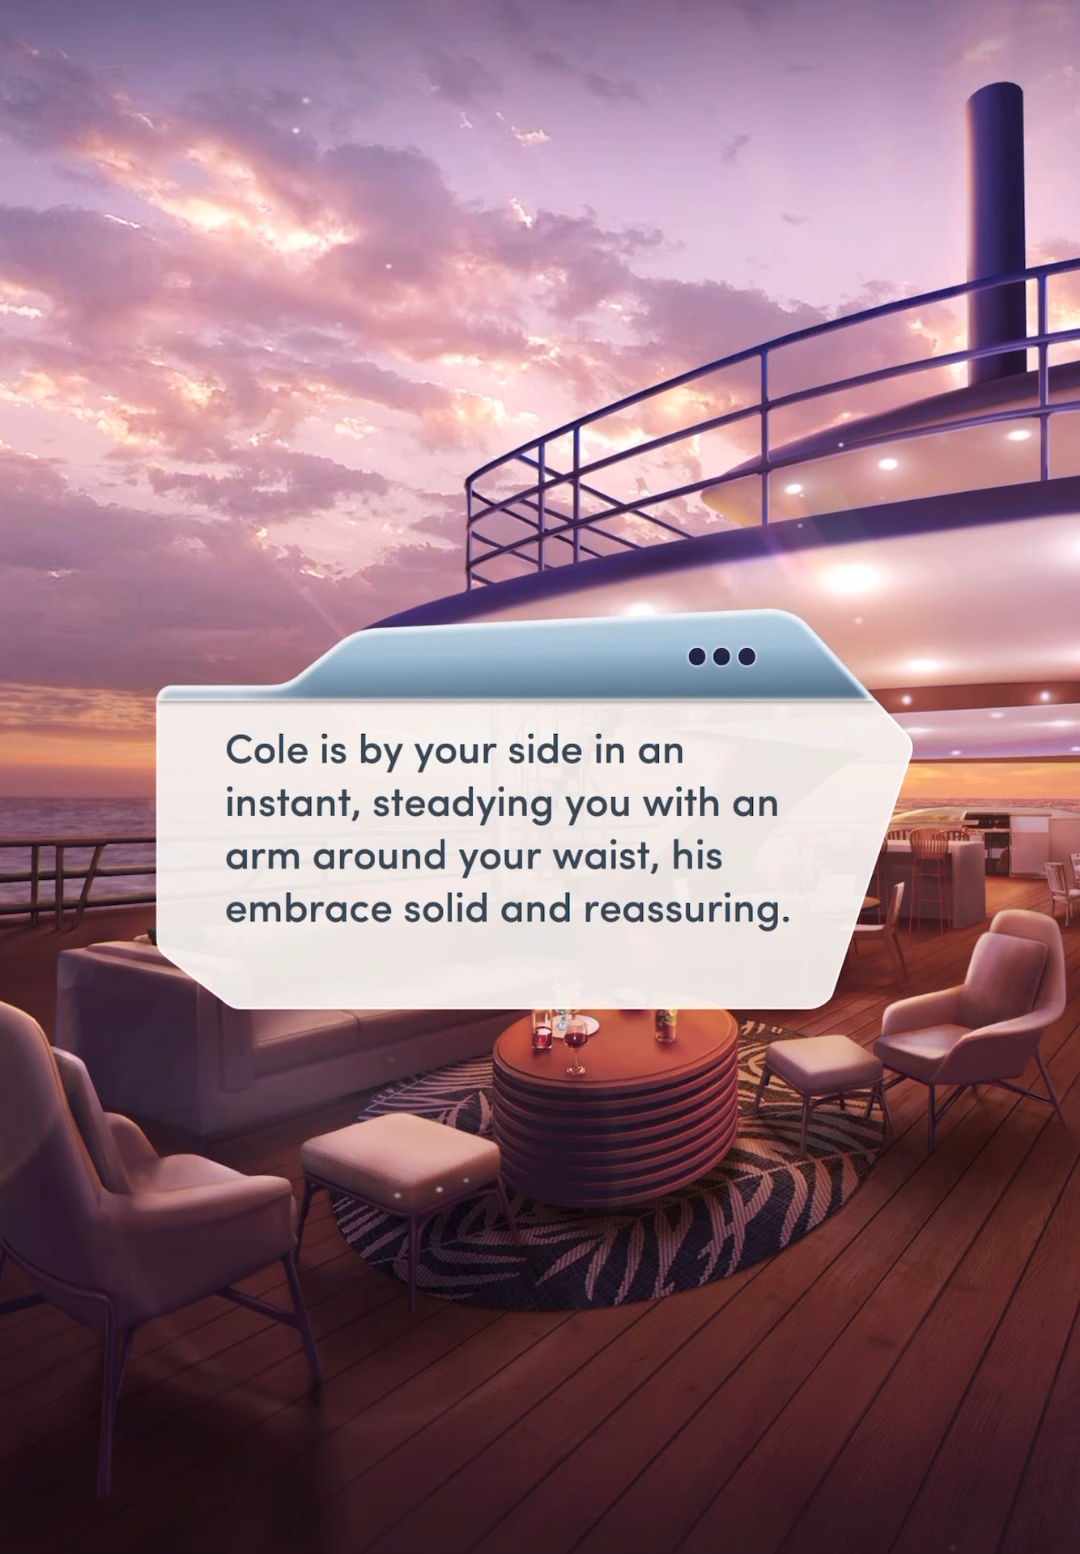 Cole is by your side in an
instant, steadying you with an
arm around your waist, his
embrace solid and reassuring.